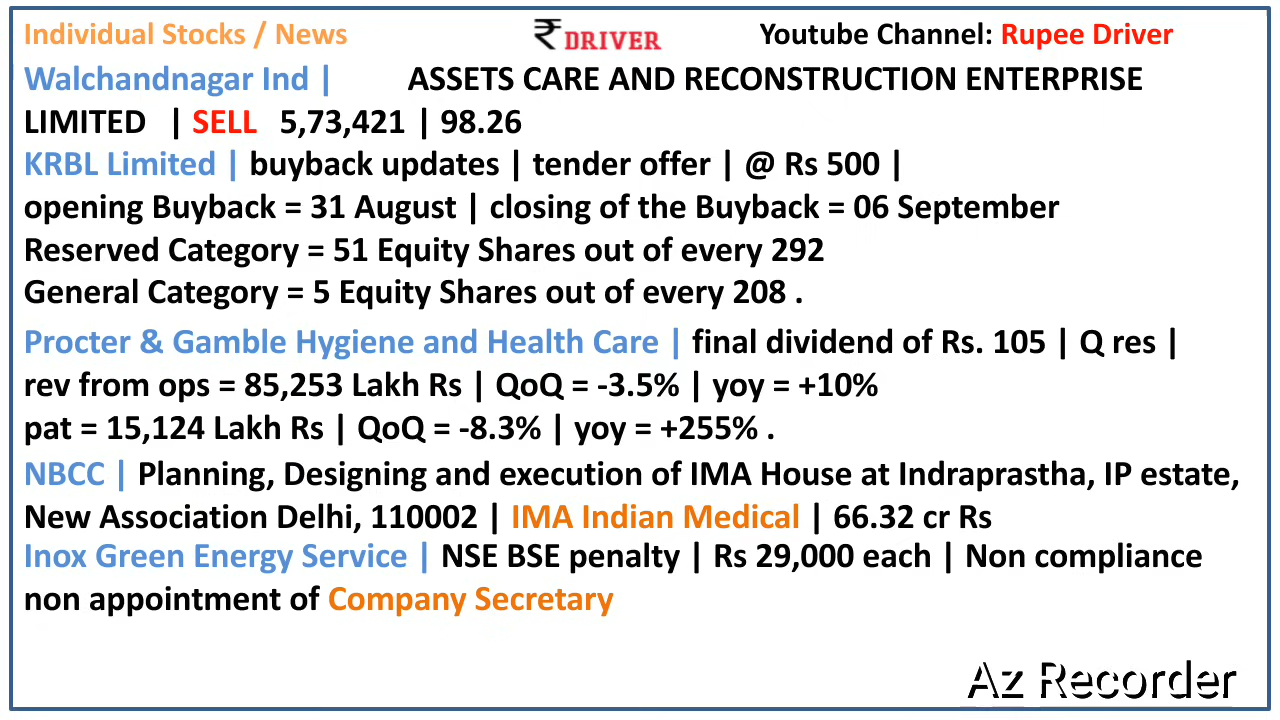 Individual Stocks / News ₹ DRIVER Youtube Channel: Rupee Driver
Walchandnagar Ind | ASSETS CARE AND RECONSTRUCTION ENTERPRISE
LIMITED | SELL 5,73,421 | 98.26
KRBL Limited | buyback updates | tender offer | @ Rs 500 |
opening Buyback = 31 August | closing of the Buyback = 06 September
Reserved Category = 51 Equity Shares out of every 292
General Category = 5 Equity Shares out of every 208 .
Procter & Gamble Hygiene and Health Care | final dividend of Rs. 105 | Q res |
rev from ops = 85,253 Lakh Rs | QoQ = -3.5% | yoy = +10%
pat = 15,124 Lakh Rs | QoQ = -8.3% | yoy = +255% .
NBCC | Planning, Designing and execution of IMA House at Indraprastha, IP estate,
New Association Delhi, 110002 | IMA Indian Medical | 66.32 cr Rs
Inox Green Energy Service | NSE BSE penalty | Rs 29,000 each | Non compliance
non appointment of Company Secretary
Az Recorder